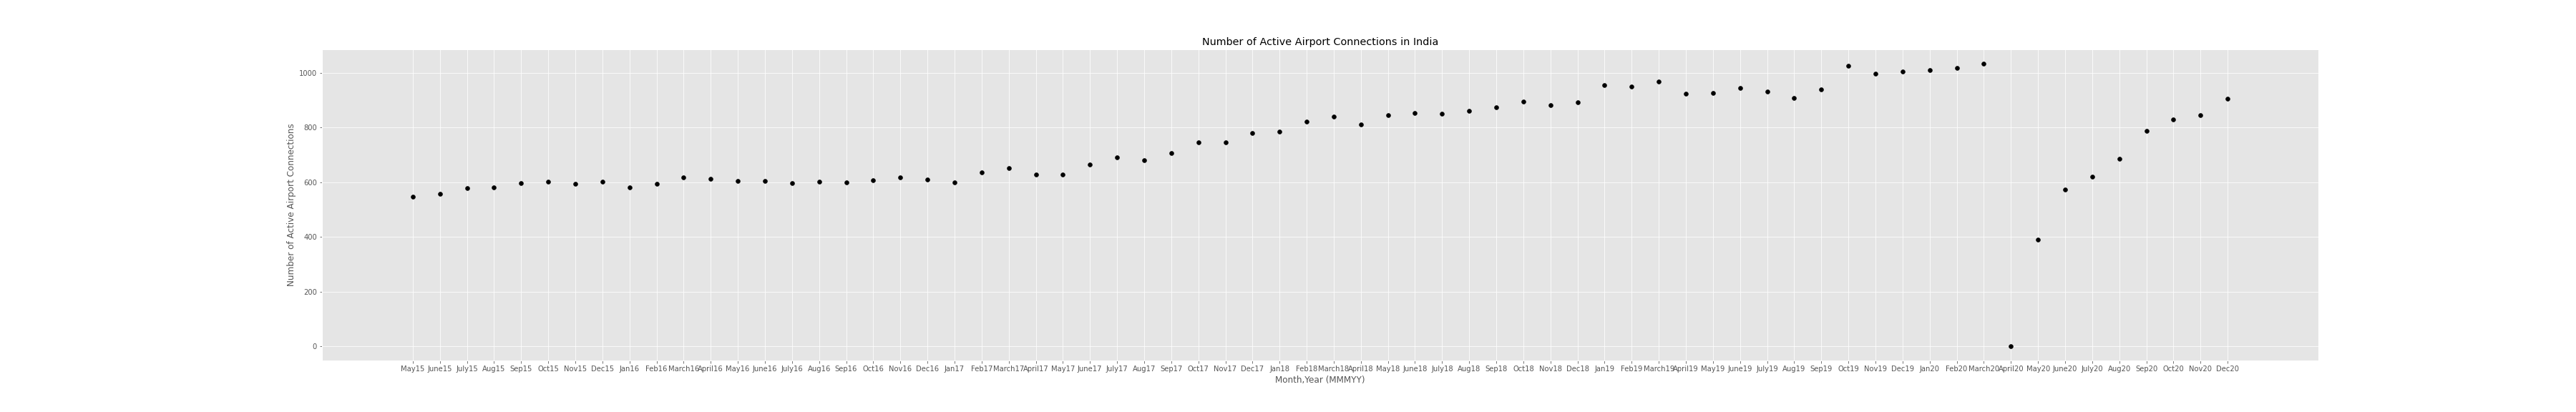 Number of Active Airport Connections in India
Number of Active Airport Connections
1000
800
600
400
200
0
May15 June15 July15 Aug15 Sep15 Oct15 Nov15 Dec15 Jan16 Feb16 March16 April16 May16 June16 July16 Aug16 Sep16 Oct16 Nov16 Dec16 Jan17 Feb17 March17 April17 May17 June17 July17 Aug17 Sep17 Oct17 Nov17 Dec17 Jan18 Feb18 March18 April18 May18 June18 July18 Aug18 Sep18 Oct18 Nov18 Dec18 Jan19 Feb19 March19 April19 May19 June19 July19 Aug19 Sep19 Oct19 Nov19 Dec19 Jan20 Feb20 March20 April20 May20 June20 July20 Aug20 Sep20 Oct20 Nov20 Dec20
Month,Year (MMMYY)